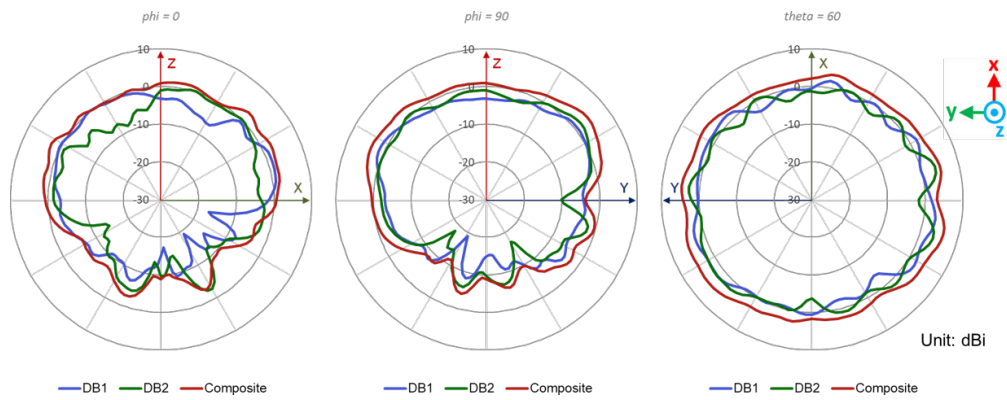 phi = 0
phi = 90
theta = 60
10
Z
0
-10
-20
-30
X
10
Z
0
-10
-20
-30
Y
10
X
0
-10
-20
-30
Y
x
y
z
Unit: dBi
DB1 DB2 Composite
DB1 DB2 Composite
DB1 DB2 Composite